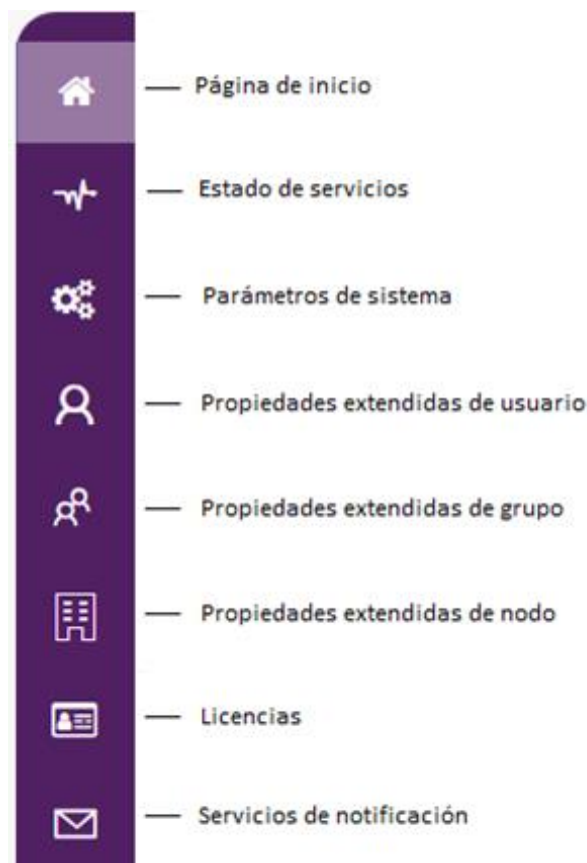 Página de inicio
Estado de servicios
Parámetros de sistema
Propiedades extendidas de usuario
Propiedades extendidas de grupo
Propiedades extendidas de nodo
Licencias
Servicios de notificación